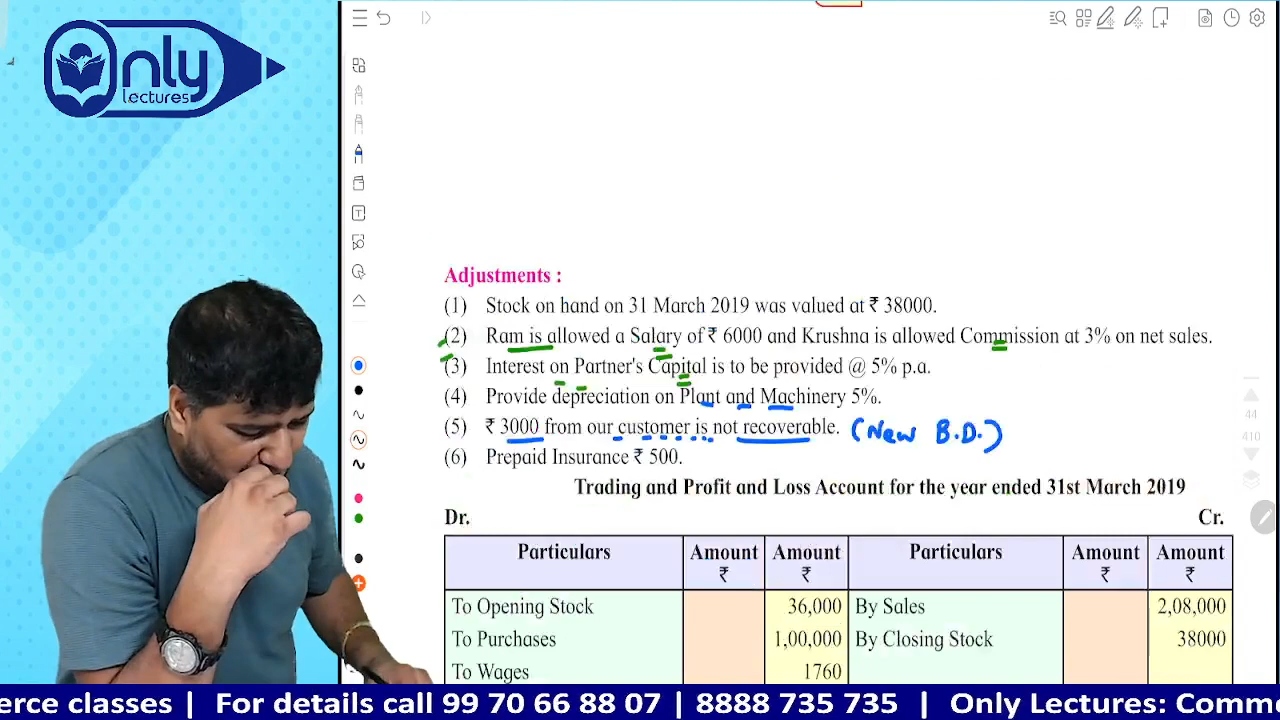 Only
lectures
44
410
Adjustments :
(1) Stock on hand on 31 March 2019 was valued at ₹ 38000.
(2) Ram is allowed a Salary of ₹ 6000 and Krushna is allowed Commission at 3% on net sales.
(3) Interest on Partner's Capital is to be provided @ 5% p.a.
(4) Provide depreciation on Plant and Machinery 5%.
(5) ₹ 3000 from our customer is not recoverable. (New B.D.)
(6) Prepaid Insurance ₹ 500.
Trading and Profit and Loss Account for the year ended 31st March 2019
Dr. Cr.
Particulars Amount ₹ Amount ₹ Particulars Amount ₹ Amount ₹
To Opening Stock 36,000 By Sales 2,08,000
To Purchases 1,00,000 By Closing Stock 38000
To Wages 1760
erce classes | For details call 99 70 66 88 07 | 8888 735 735 | Only Lectures: Comm